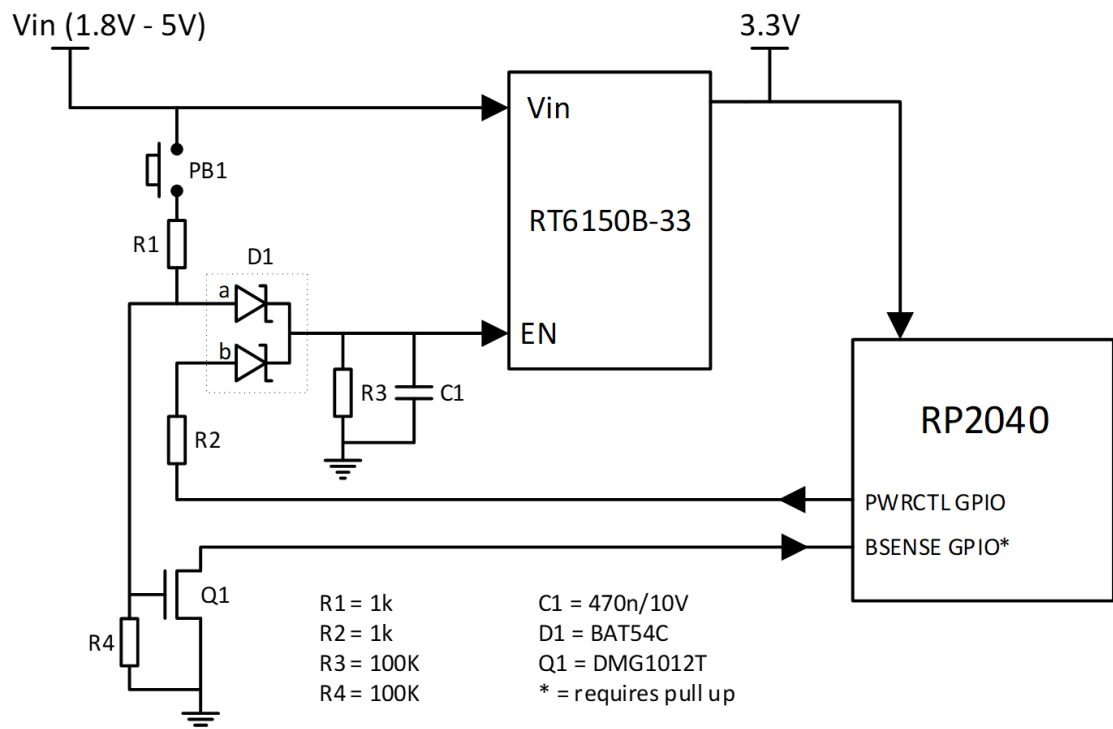 Vin (1.8V - 5V)
3.3V
Vin
PB1
RT6150B-33
R1
D1
a
EN
b
R3
C1
RP2040
R2
PWRCTL GPIO
BSENSE GPIO*
Q1
R1 = 1k
C1 = 470n/10V
R2 = 1k
D1 = BAT54C
R4
R3 = 100K
Q1 = DMG1012T
R4 = 100K
* = requires pull up